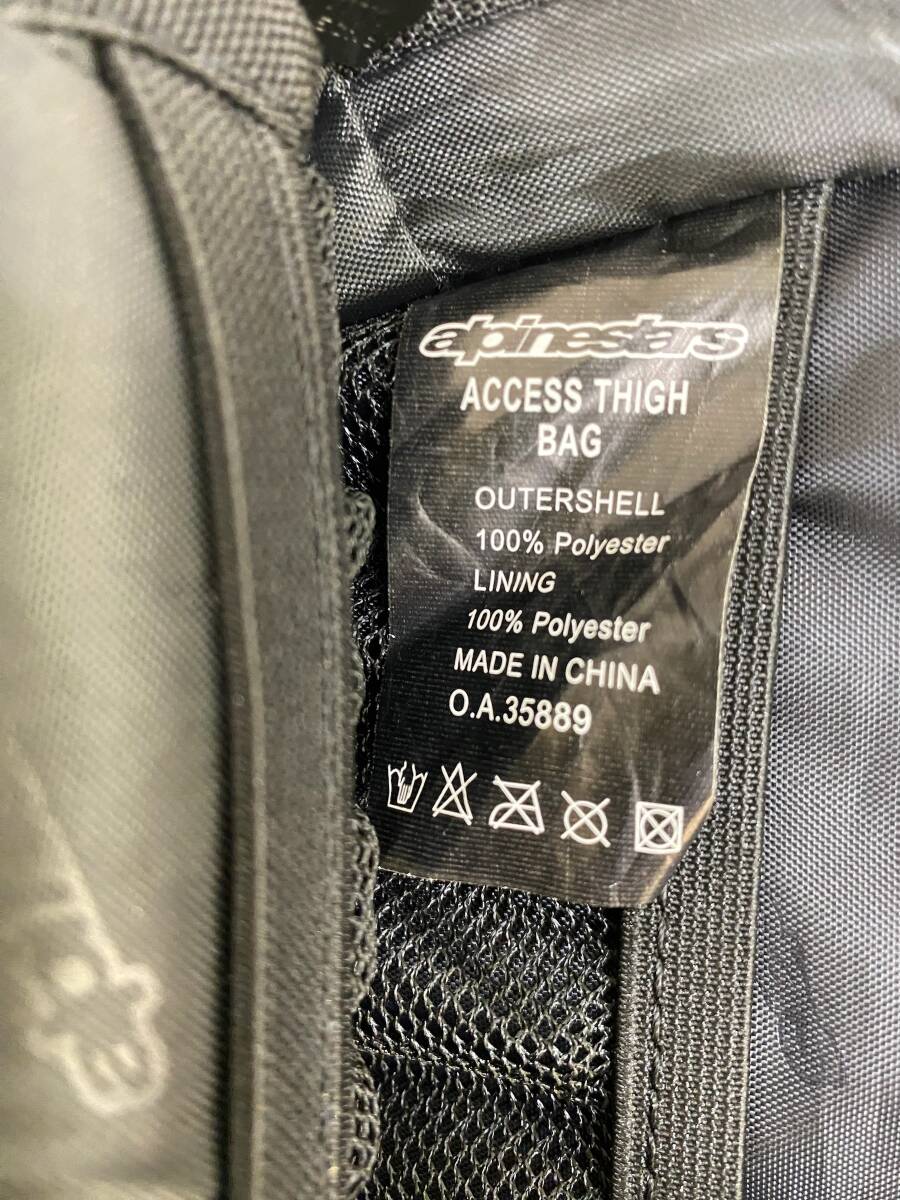 alpinestars
ACCESS THIGH
BAG
OUTERSHELL
100% Polyester
LINING
100% Polyester
MADE IN CHINA
O.A.35889